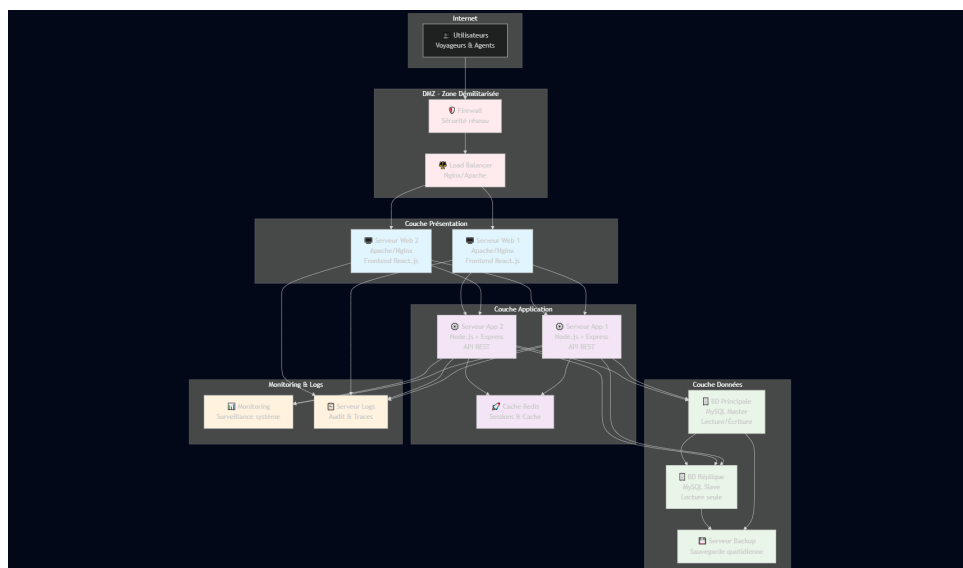 Internet
Utilisateurs
Voyageurs & Agents
DMZ - Zone Démilitarisée
Firewall
Sécurité réseau
Load Balancer
Nginx/Apache
Couche Présentation
Serveur Web 2
Apache/Nginx
Frontend React.js
Serveur Web 1
Apache/Nginx
Frontend React.js
Couche Application
Serveur App 2
Node.js + Express
API REST
Serveur App 1
Node.js + Express
API REST
Monitoring & Logs
Monitoring
Surveillance système
Serveur Logs
Audit & Traces
Cache Redis
Sessions & Cache
Couche Données
BD Principale
MySQL Master
Lecture/Écriture
BD Réplique
MySQL Slave
Lecture seule
Serveur Backup
Sauvegarde quotidienne